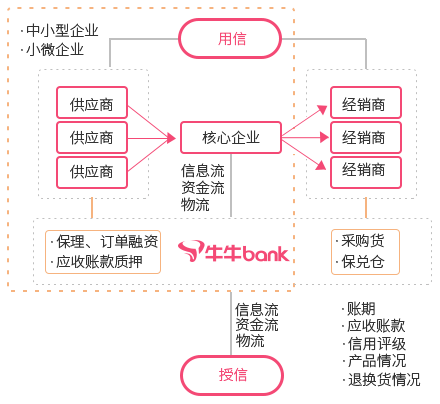 ·中小型企业
·小微企业
用信
供应商
供应商
供应商
核心企业
经销商
经销商
经销商
信息流
资金流
物流
·保理、订单融资
·应收账款质押
牛牛bank
·采购货
·保兑仓
信息流
资金流
物流
授信
·账期
·应收账款
·信用评级
·产品情况
·退换货情况